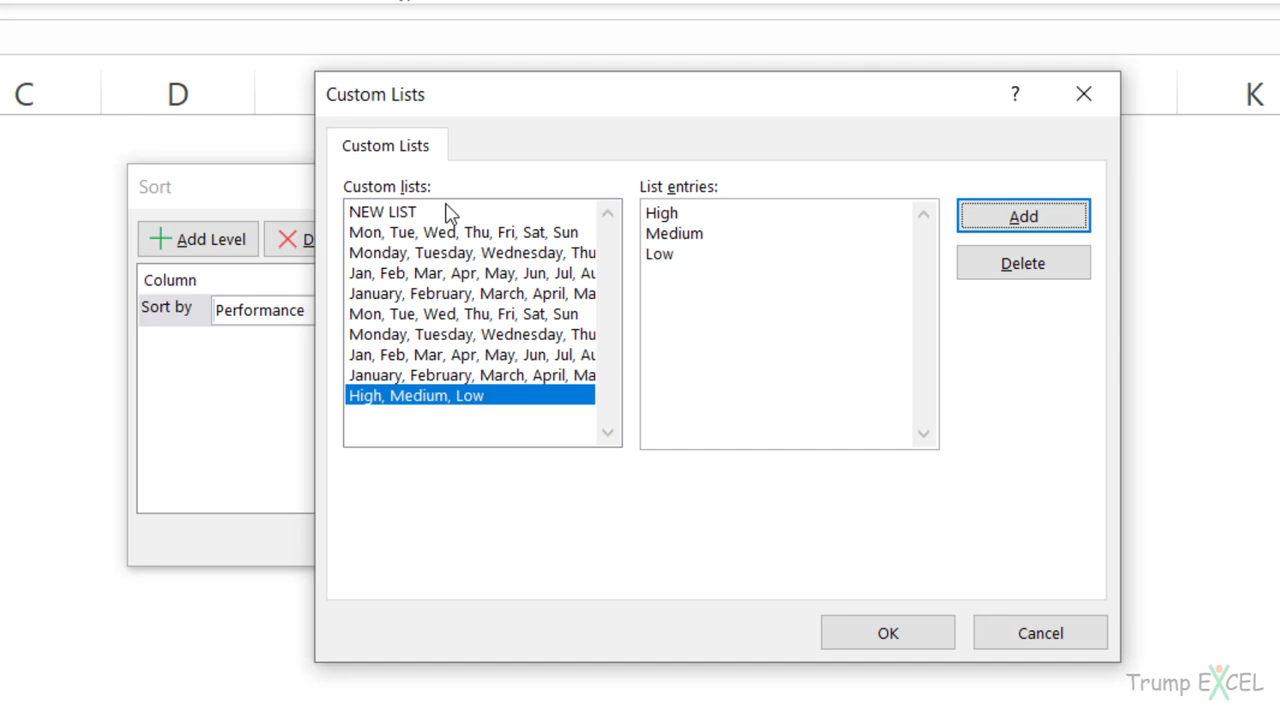 C
D
K
Custom Lists
?
Custom Lists
Sort
Custom lists:
NEW LIST
Mon, Tue, Wed, Thu, Fri, Sat, Sun
Monday, Tuesday, Wednesday, Thu
Jan, Feb, Mar, Apr, May, Jun, Jul, Au
January, February, March, April, Ma
Mon, Tue, Wed, Thu, Fri, Sat, Sun
Monday, Tuesday, Wednesday, Thu
Jan, Feb, Mar, Apr, May, Jun, Jul, Au
January, February, March, April, Ma
High, Medium, Low
List entries:
High
Medium
Low
Add
Delete
Add Level
D
Column
Sort by
Performance
OK
Cancel
Trump EXCEL